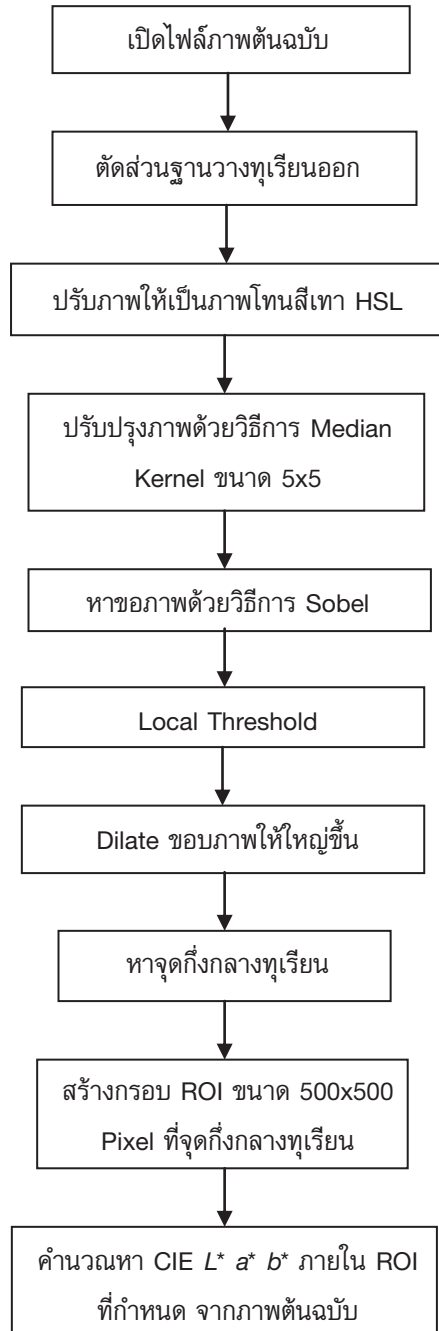 เปิดไฟล์ภาพต้นฉบับ
ตัดส่วนฐานวางทุเรียนออก
ปรับภาพให้เป็นภาพโทนสีเทา HSL
ปรับปรุงภาพด้วยวิธีการ Median
Kernel ขนาด 5x5
หาขอภาพด้วยวิธีการ Sobel
Local Threshold
Dilate ขอบภาพให้ใหญ่ขึ้น
หาจุดกึ่งกลางทุเรียน
สร้างกรอบ ROI ขนาด 500x500
Pixel ที่จุดกึ่งกลางทุเรียน
คำนวณหา CIE L* a* b* ภายใน ROI
ที่กำหนด จากภาพต้นฉบับ